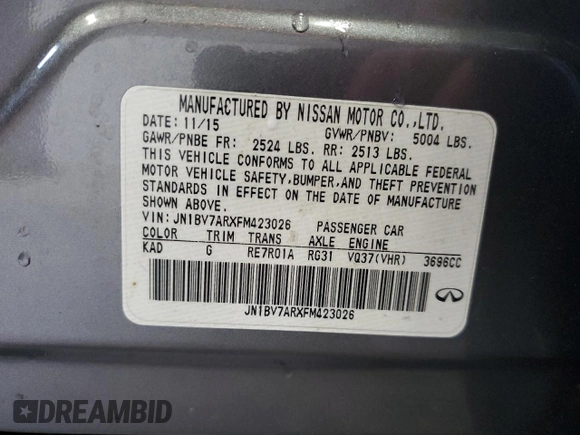 MANUFACTURED BY NISSAN MOTOR CO.,LTD.
DATE: 11/15 GVWR/PNBV: 5004 LBS.
GAWR/PNBE FR: 2524 LBS. RR: 2513 LBS.
THIS VEHICLE CONFORMS TO ALL APPLICABLE FEDERAL
MOTOR VEHICLE SAFETY,BUMPER,AND THEFT PREVENTION
STANDARDS IN EFFECT ON THE DATE OF MANUFACTURE
SHOWN ABOVE.
VIN: JN1BV7ARXFM423026 PASSENGER CAR
COLOR TRIM TRANS AXLE ENGINE
KAD G RE7R01A RG31 VQ37(VHR) 3696CC
JN1BV7ARXFM423026
DREAMBID